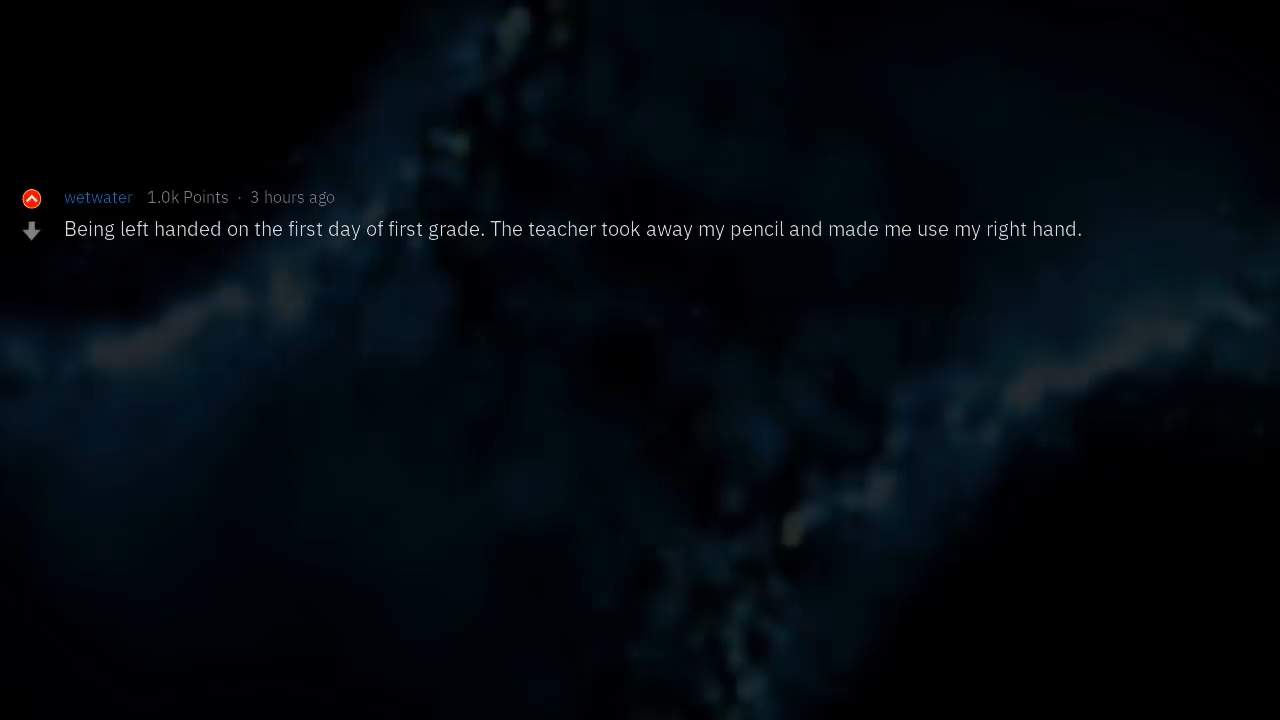 wetwater 1.0k Points · 3 hours ago
Being left handed on the first day of first grade. The teacher took away my pencil and made me use my right hand.